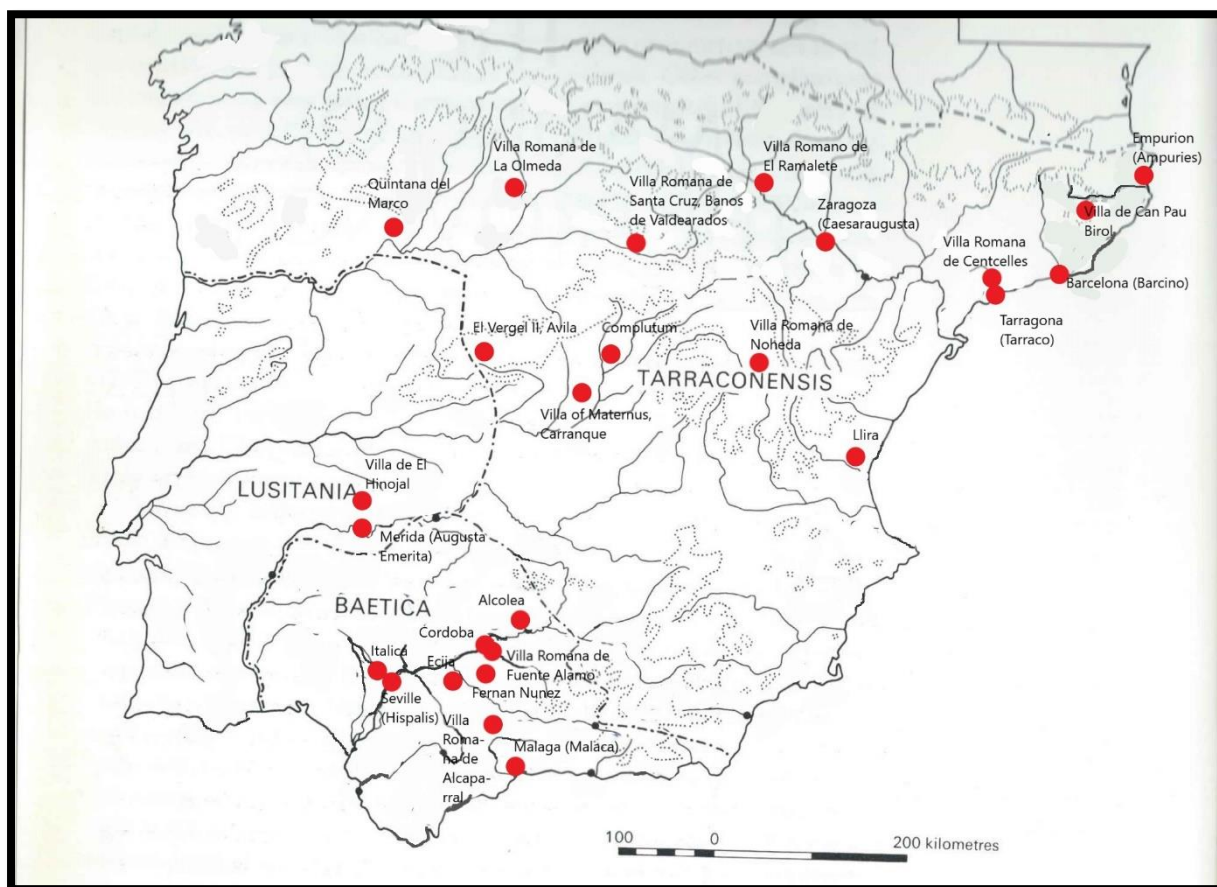 Villa Romana de
La Olmeda
Villa Romano de
El Ramalete
Empurion
(Ampuries)
Quintana del
Marco
Villa Romana de
Santa Cruz, Banos
de Valdearados
Zaragoza
(Caesaraugusta)
Villa de Can Pau
Birol
Villa Romana
de Centcelles
Barcelona (Barcino)
Tarragona
(Tarraco)
El Vergel II, Avila
Complutum
Villa Romana de
Noheda
TARRACONENSIS
Villa of Maternus,
Carranque
Llira
Villa de El
Hinojal
LUSITANIA
Merida (Augusta
Emerita)
BAETICA
Alcolea
Cordoba
Italica
Ecija
Villa Romana de
Fuente Alamo
Fernan Nunez
Seville
(Hispalis)
Villa
Roma-
na de
Alcapa-
rral
Malaga (Malaca)
100 0 200 kilometres